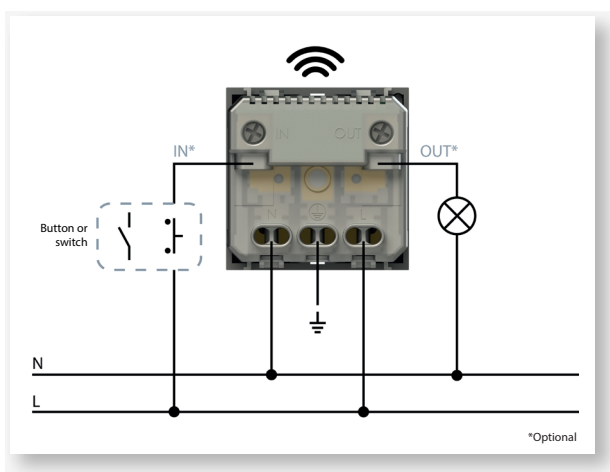 IN OUT
IN* OUT*
Button or
switch
N L
N
L
*Optional